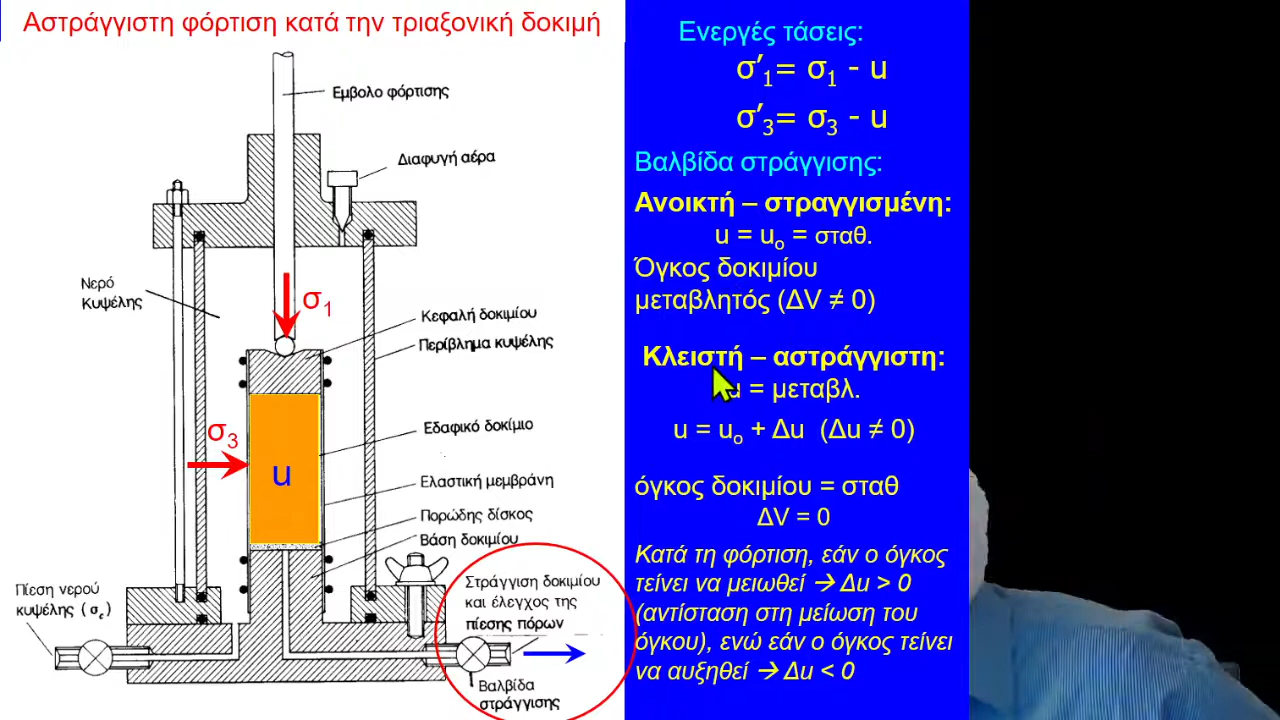 Αστράγγιστη φόρτιση κατά την τριαξονική δοκιμή
Εμβολο φόρτισης
Διαφυγή αέρα
Νερό
Κυψέλης
σ1
Κεφαλή δοκιμίου
Περίβλημα κυψέλης
σ3
Εδαφικό δοκίμιο
u
Ελαστική μεμβράνη
Πορώδης δίσκος
Βάση δοκιμίου
Πίεση νερού
κυψέλης (σc)
Στράγγιση δοκιμίου
και έλεγχος της
πίεσης πόρων
Βαλβίδα
στράγγισης
Ενεργές τάσεις:
σ′1= σ1 - u
σ′3= σ3 - u
Βαλβίδα στράγγισης:
Ανοικτή – στραγγισμένη:
u = uo = σταθ.
Όγκος δοκιμίου
μεταβλητός (ΔV ≠ 0)
Κλειστή – αστράγγιστη:
u = μεταβλ.
u = uo + Δu (Δu ≠ 0)
όγκος δοκιμίου = σταθ
ΔV = 0
Κατά τη φόρτιση, εάν ο όγκος
τείνει να μειωθεί → Δu > 0
(αντίσταση στη μείωση του
όγκου), ενώ εάν ο όγκος τείνει
να αυξηθεί → Δu < 0